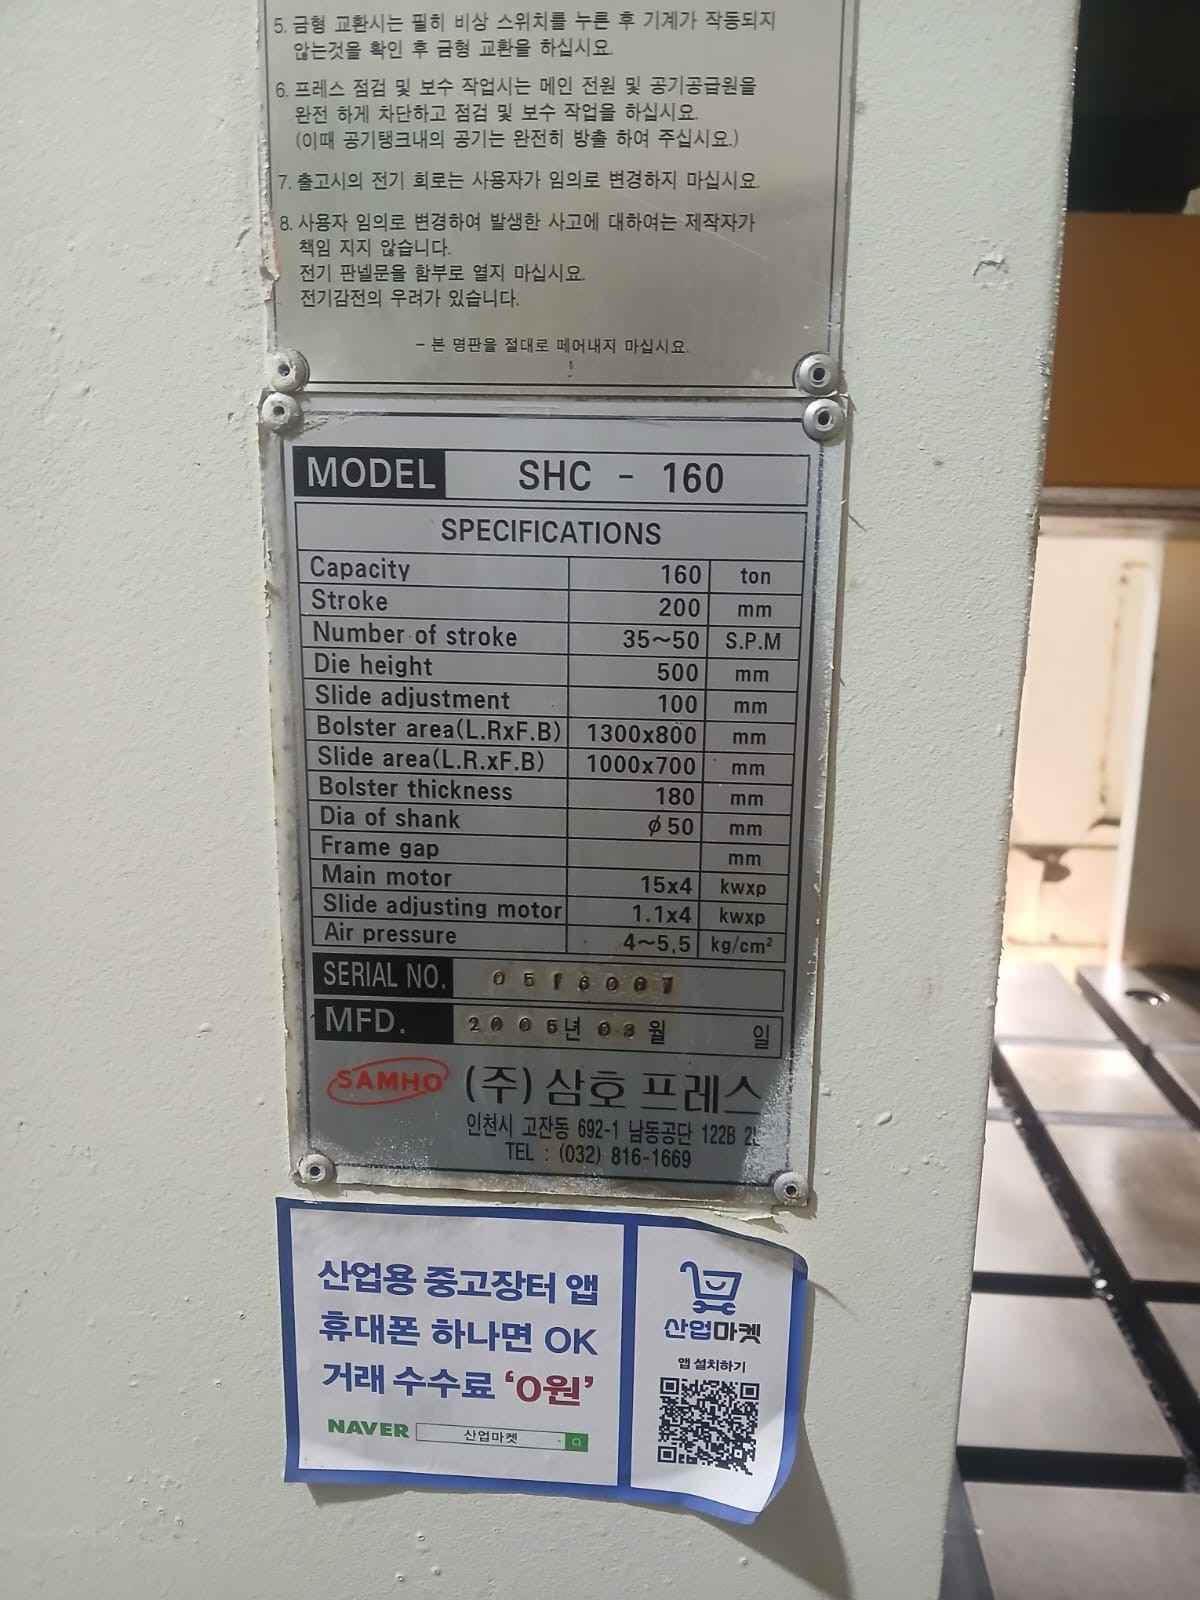 5. 금형 교환시는 필히 비상 스위치를 누른 후 기계가 작동되지
않는것을 확인 후 금형 교환을 하십시요.
6. 프레스 점검 및 보수 작업시는 메인 전원 및 공기공급원을
완전 하게 차단하고 점검 및 보수 작업을 하십시요.
(이때 공기탱크내의 공기는 완전히 방출 하여 주십시요.)
7. 출고시의 전기 회로는 사용자가 임의로 변경하지 마십시요.
8. 사용자 임의로 변경하여 발생한 사고에 대하여는 제작자가
책임 지지 않습니다.
전기 판넬문을 함부로 열지 마십시요.
전기감전의 우려가 있습니다.
- 본 명판을 절대로 떼어내지 마십시요.
MODEL SHC - 160
SPECIFICATIONS
Capacity 160 ton
Stroke 200 mm
Number of stroke 35~50 S.P.M
Die height 500 mm
Slide adjustment 100 mm
Bolster area(L.RxF.B) 1300x800 mm
Slide area(L.R.xF.B) 1000x700 mm
Bolster thickness 180 mm
Dia of shank ϕ50 mm
Frame gap mm
Main motor 15x4 kwxp
Slide adjusting motor 1.1x4 kwxp
Air pressure 4~5,5 kg/cm²
SERIAL NO.
MFD. 년 월 일
SAMHO (주) 삼호 프레스
인천시 고잔동 692-1 남동공단 122B
TEL : (032) 816-1669
산업용 중고장터 앱
휴대폰 하나면 OK
거래 수수료 '0원'
NAVER 산업마켓
산업마켓
앱 설치하기